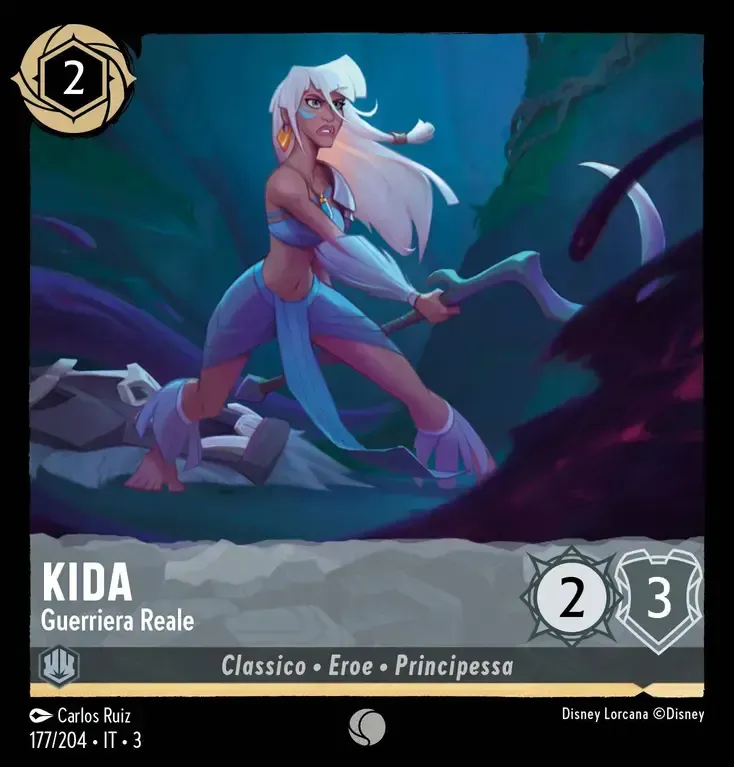 2
KIDA
Guerriera Reale
2 3
Classico • Eroe • Principessa
Carlos Ruiz
Disney Lorcana ©Disney
177/204 • IT • 3